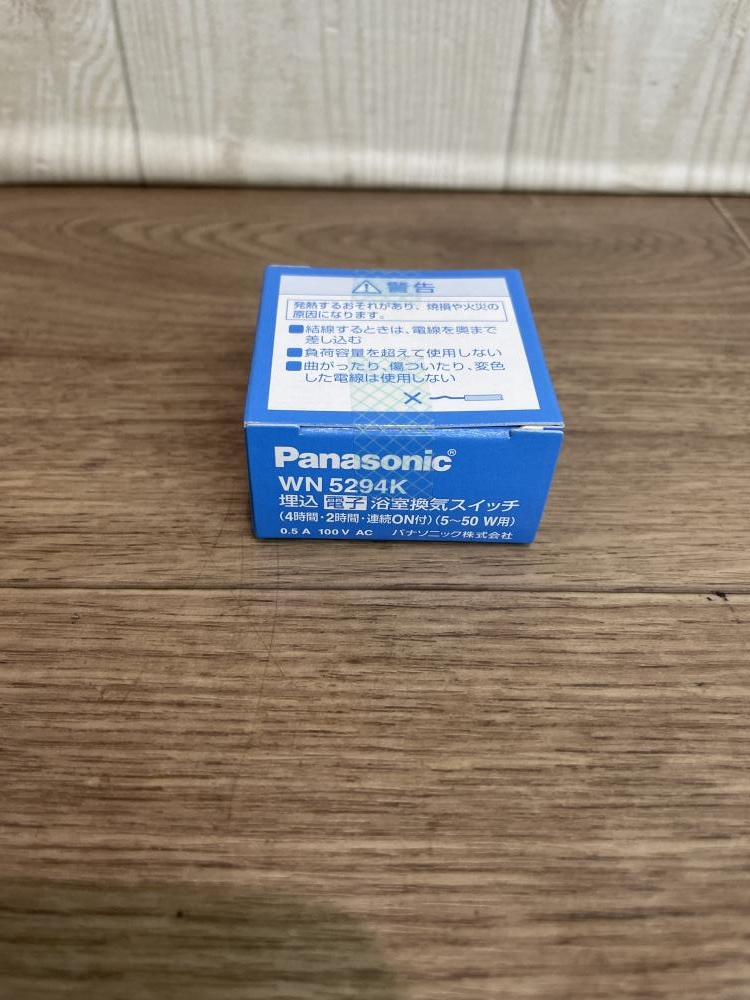 警告
発熱するおそれがあり、焼損や火災の
原因になります。
■結線するときは、電線を奥まで
差し込む
■負荷容量を超えて使用しない
■曲がったり、傷ついたり、変色
した電線は使用しない
Panasonic®
WN 5294K
埋込 電子 浴室換気スイッチ
(4時間・2時間・連続ON付)(5〜50 W用)
0.5 A 100 V AC パナソニック株式会社